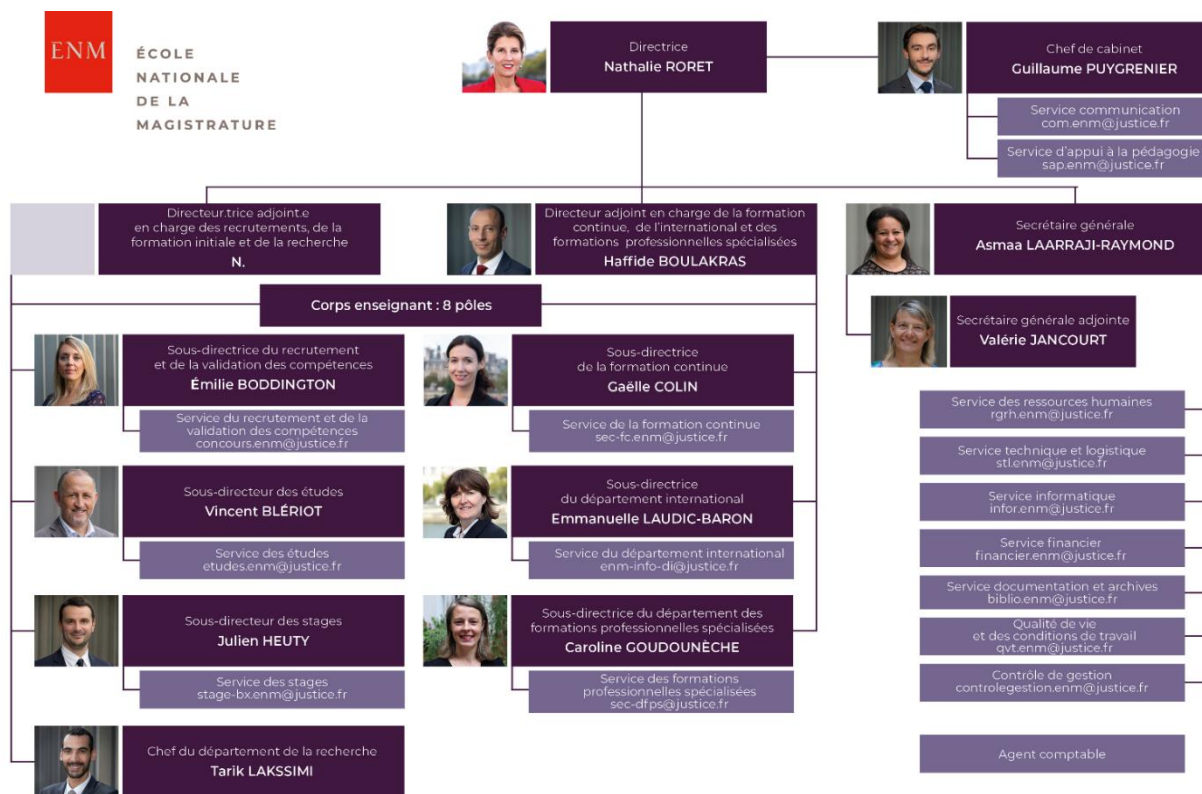 ENM
ÉCOLE
NATIONALE
DE LA
MAGISTRATURE
Directrice
Nathalie RORET
Chef de cabinet
Guillaume PUYGRENIER
Service communication
com.enm@justice.fr
Service d'appui à la pédagogie
sap.enm@justice.fr
Directeur.trice adjoint.e
en charge des recrutements, de la
formation initiale et de la recherche
N.
Directeur adjoint en charge de la formation
continue, de l'international et des
formations professionnelles spécialisées
Haffide BOULAKRAS
Secrétaire générale
Asmaa LAARRAJI-RAYMOND
Secrétaire générale adjointe
Valérie JANCOURT
Corps enseignant : 8 pôles
Sous-directrice du recrutement
et de la validation des compétences
Émilie BODDINGTON
Service du recrutement et de la
validation des compétences
concours.enm@justice.fr
Sous-directeur des études
Vincent BLÉRIOT
Service des études
etudes.enm@justice.fr
Sous-directeur des stages
Julien HEUTY
Service des stages
stage-bx.enm@justice.fr
Chef du département de la recherche
Tarik LAKSSIMI
Sous-directrice
de la formation continue
Gaëlle COLIN
Service de la formation continue
sec-fc.enm@justice.fr
Sous-directrice
du département international
Emmanuelle LAUDIC-BARON
Service du département international
enm-info-di@justice.fr
Sous-directrice du département des
formations professionnelles spécialisées
Caroline GOUDOUNÈCHE
Service des formations
professionnelles spécialisées
sec-dfps@justice.fr
Service des ressources humaines
rgrh.enm@justice.fr
Service technique et logistique
stl.enm@justice.fr
Service informatique
infor.enm@justice.fr
Service financier
financier.enm@justice.fr
Service documentation et archives
biblio.enm@justice.fr
Qualité de vie
et des conditions de travail
qvt.enm@justice.fr
Contrôle de gestion
controlegestion.enm@justice.fr
Agent comptable